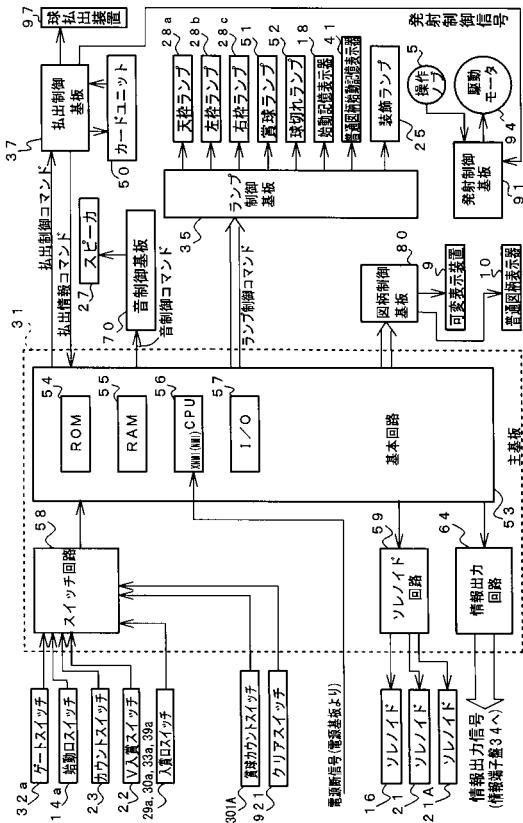 31
ゲートスイッチ
32a
始動口スイッチ
14a
カウントスイッチ
23
V入賞スイッチ
22
入賞口スイッチ
29a, 30a, 33a, 39a
賞球カウントスイッチ
301A
クリアスイッチ
921
電源断信号(電源基板より)
ソレノイド
16
ソレノイド
21
ソレノイド
21A
情報出力信号
(情報端子盤34へ)
スイッチ回路
58
ソレノイド
回路
59
情報出力
回路
64
ROM
54
RAM
55
CPU
XNMI(NMI)
56
I/O
57
基本回路
53
主基板
払出制御コマンド
払出情報コマンド
払出制御
基板
37
球払出装置
97
カードユニット
50
スピーカ
27
音制御基板
70
音制御コマンド
ランプ制御コマンド
ランプ
制御
基板
35
天枠ランプ
28a
左枠ランプ
28b
右枠ランプ
28c
賞球ランプ
51
球切れランプ
52
始動記憶表示器
18
普通図柄始動記憶表示器
41
装飾ランプ
25
図柄制御
基板
80
可変表示装置
9
普通図柄表示器
10
発射制御信号
操作
ノブ
5
駆動
モータ
94
発射制御
基板
91